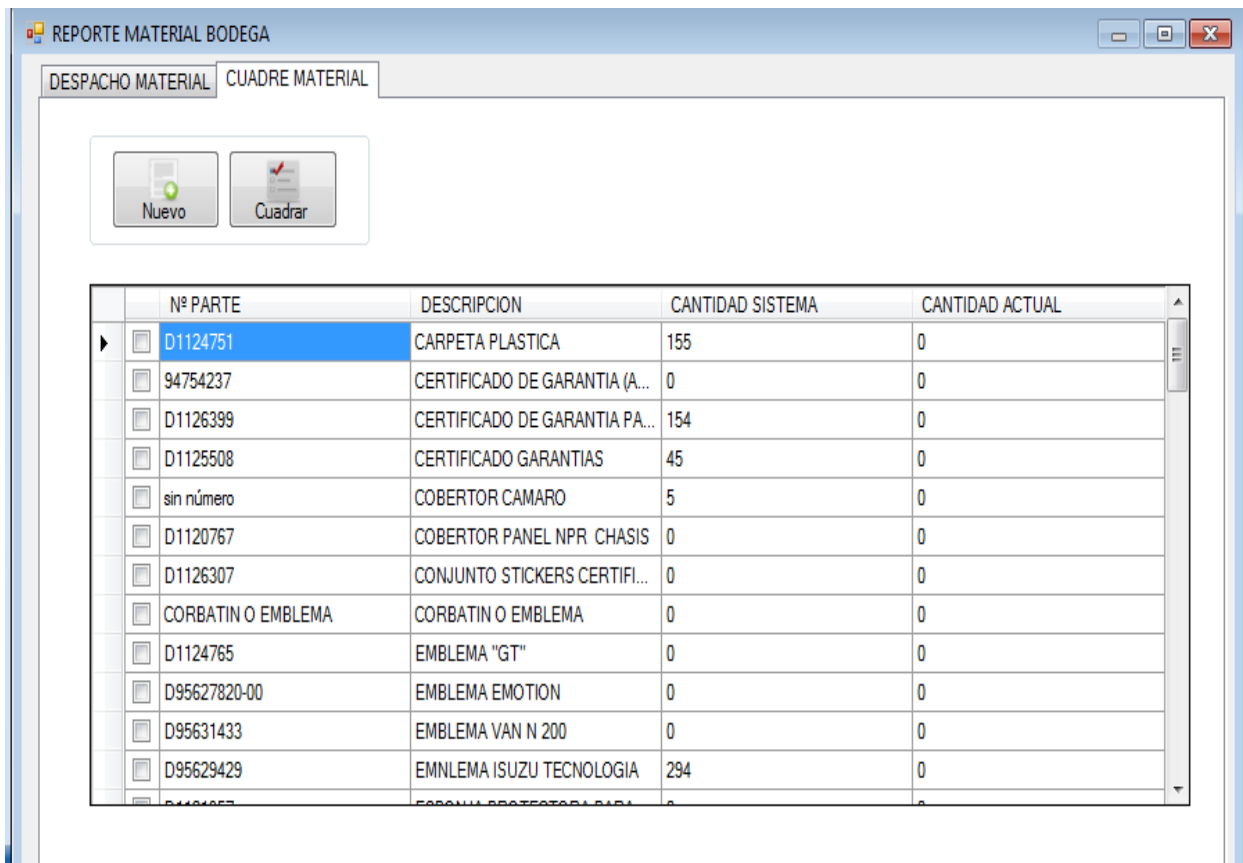 REPORTE MATERIAL BODEGA
DESPACHO MATERIAL CUADRE MATERIAL
Nuevo Cuadrar
Nº PARTE DESCRIPCION CANTIDAD SISTEMA CANTIDAD ACTUAL
D1124751 CARPETA PLASTICA 155 0
94754237 CERTIFICADO DE GARANTIA (A... 0 0
D1126399 CERTIFICADO DE GARANTIA PA... 154 0
D1125508 CERTIFICADO GARANTIAS 45 0
sin número COBERTOR CAMARO 5 0
D1120767 COBERTOR PANEL NPR CHASIS 0 0
D1126307 CONJUNTO STICKERS CERTIFI... 0 0
CORBATIN O EMBLEMA CORBATIN O EMBLEMA 0 0
D1124765 EMBLEMA "GT" 0 0
D95627820-00 EMBLEMA EMOTION 0 0
D95631433 EMBLEMA VAN N 200 0 0
D95629429 EMNLEMA ISUZU TECNOLOGIA 294 0